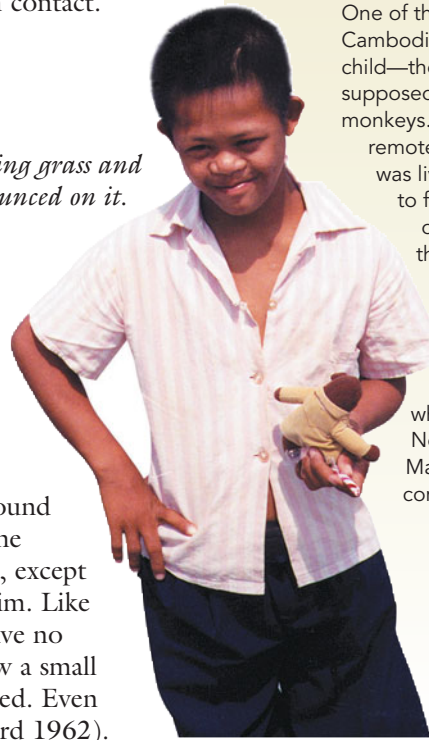 contact.
ing grass and
unced on it.
ound
he
, except
im. Like
ve no
w a small
ed. Even
rd 1962).
One of th
Cambodi
child—the
supposed
monkeys.
remote
was liv
to f
th
wh
No
Ma
con